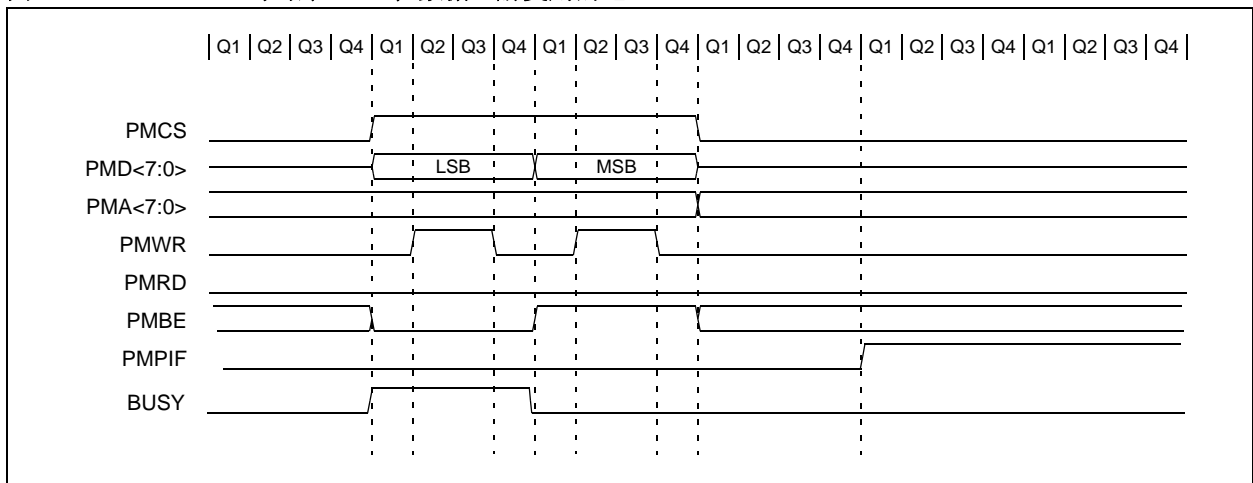 Q1 Q2 Q3 Q4 Q1 Q2 Q3 Q4 Q1 Q2 Q3 Q4 Q1 Q2 Q3 Q4 Q1 Q2 Q3 Q4 Q1 Q2 Q3 Q4
PMCS
PMD<7:0> LSB MSB
PMA<7:0>
PMWR
PMRD
PMBE
PMPIF
BUSY